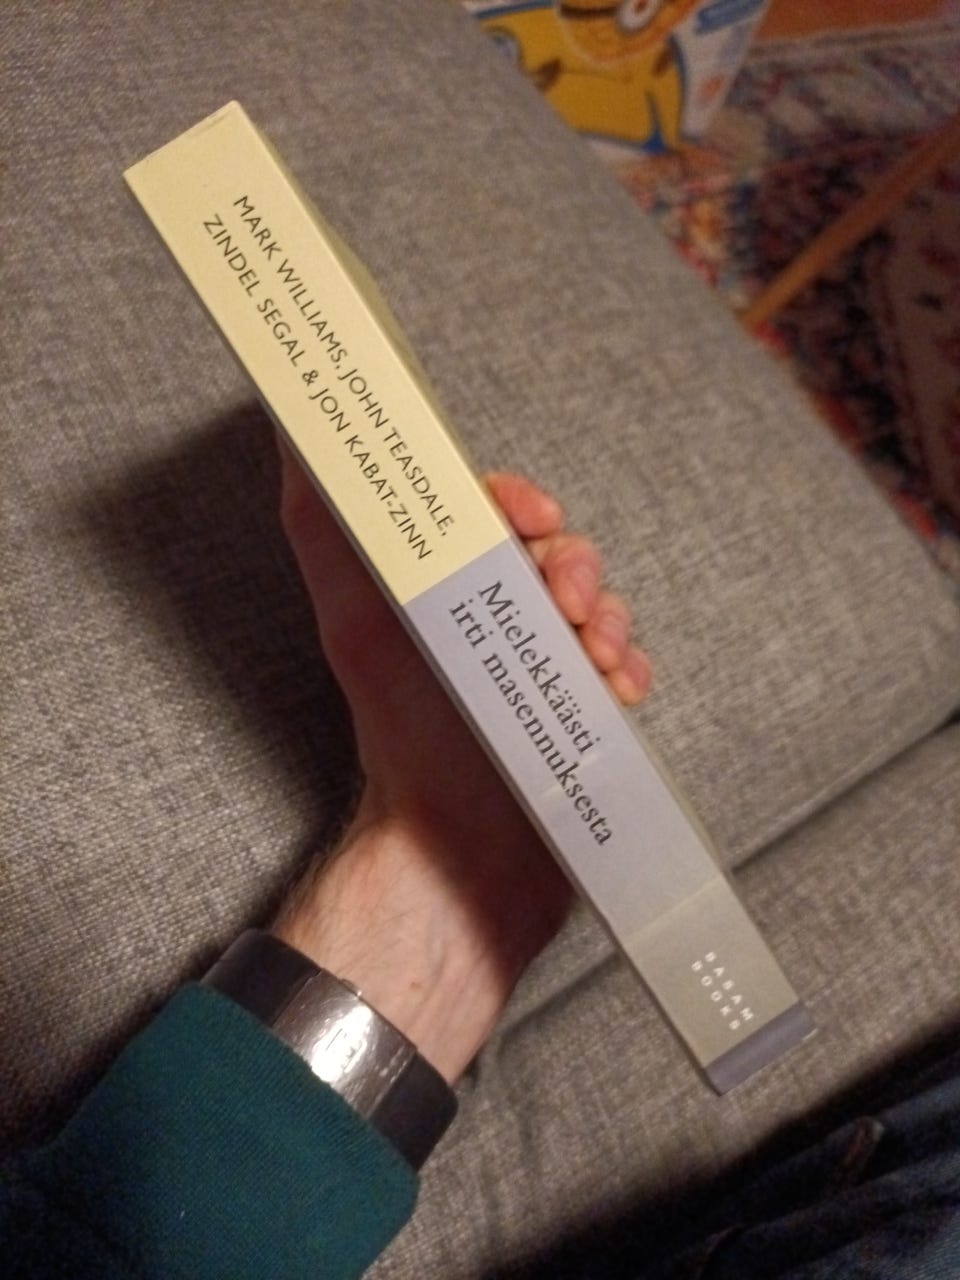 MARK WILLIAMS, JOHN TEASDALE,
ZINDEL SEGAL & JON KABAT-ZINN
Mielekkäästi
irti masennuksesta
BASAM
BOOKS